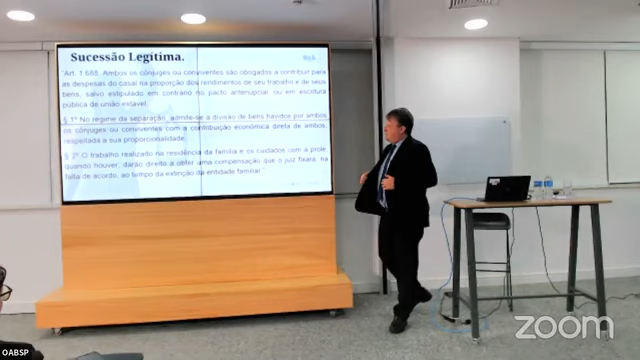 Sucessão Legítima.
"Art. 1.688. Ambos os cônjuges ou conviventes são obrigados a contribuir para
as despesas do casal na proporção dos rendimentos de seu trabalho e de seus
bens, salvo estipulado em contrário no pacto antenupcial ou em escritura
pública de união estável.
§ 1º No regime da separação, admite-se a divisão de bens havidos por ambos
os cônjuges ou conviventes com a contribuição econômica direta de ambos,
respeitada a sua proporcionalidade.
§ 2º O trabalho realizado na residência da família e os cuidados com a prole,
quando houver, darão direito a obter uma compensação que o juiz fixará, na
falta de acordo, ao tempo da extinção da entidade familiar
OABSP
zoom